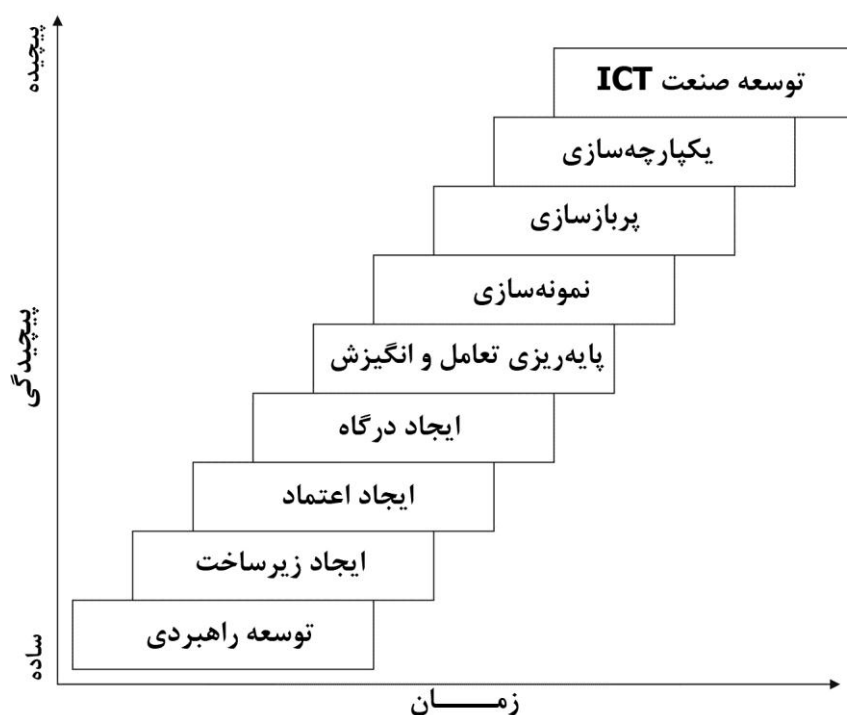 پیچیده
توسعه صنعت ICT
یکپارچه‌سازی
پربازسازی
نمونه‌سازی
پیچیدگی
پایه‌ریزی تعامل و انگیزش
ایجاد درگاه
ایجاد اعتماد
ایجاد زیرساخت
توسعه راهبردی
ساده
زمــــان